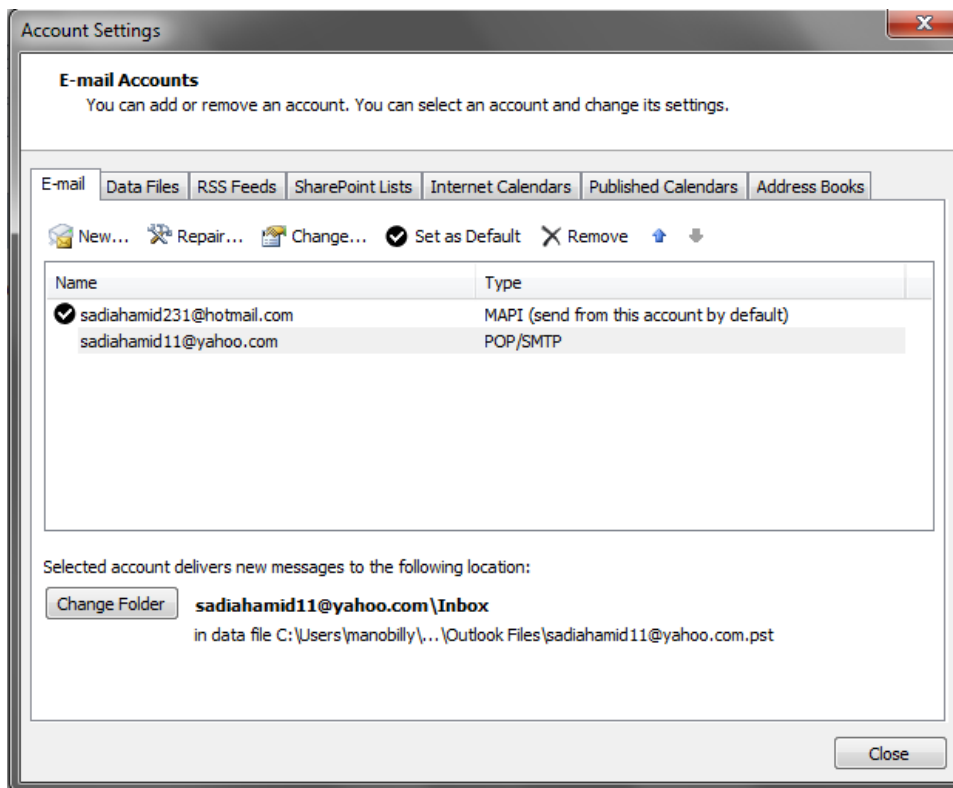 Account Settings
E-mail Accounts
You can add or remove an account. You can select an account and change its settings.
E-mail Data Files RSS Feeds SharePoint Lists Internet Calendars Published Calendars Address Books
New... Repair... Change... Set as Default Remove
Name Type
sadiahamid231@hotmail.com MAPI (send from this account by default)
sadiahamid11@yahoo.com POP/SMTP
Selected account delivers new messages to the following location:
Change Folder sadiahamid11@yahoo.com\Inbox
in data file C:\Users\manobilly\...\Outlook Files\sadiahamid11@yahoo.com.pst
Close